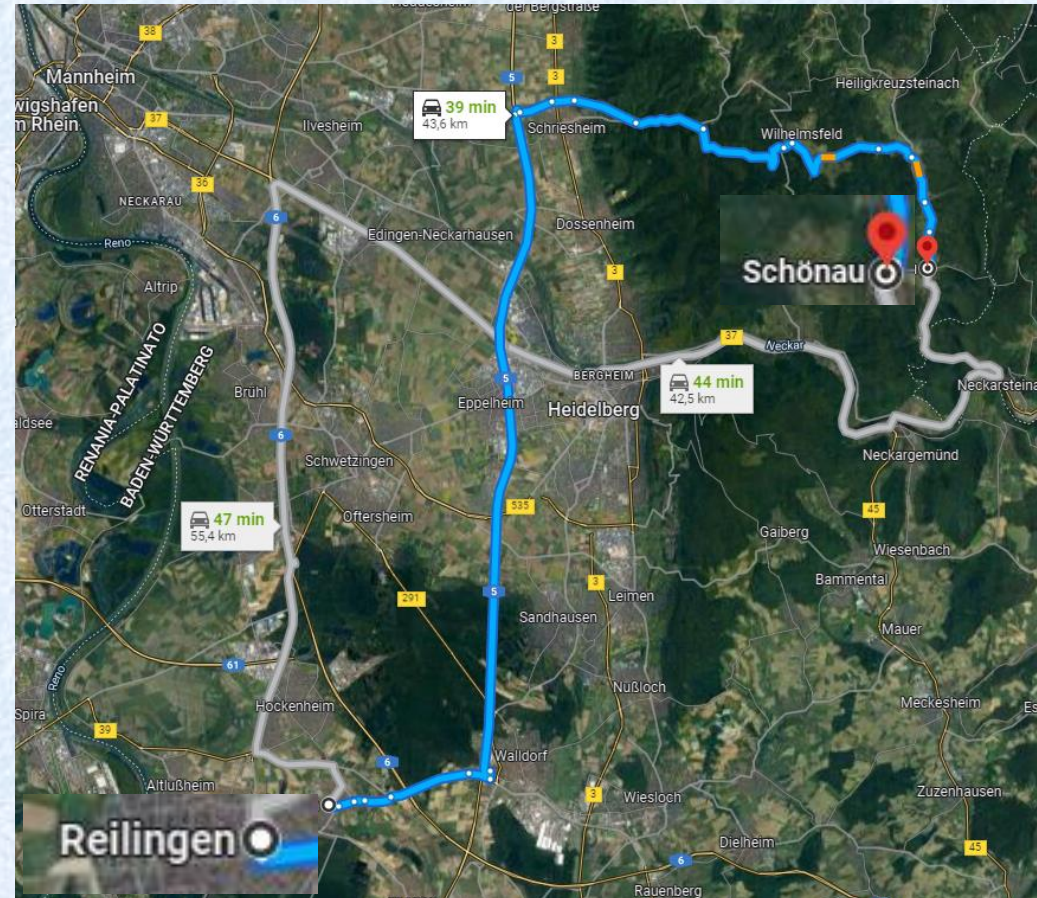 der Bergstraße
38
3
Mannheim
5
3
Heiligkreuzsteinach
wigshafen
m Rhein
39 min
43,6 km
37
Ilvesheim
Schriesheim
Wilhelmsfeld
36
NECKARAU
6
Dossenheim
Edingen-Neckarhausen
Reno
3
Schönau
Altrip
37
Neckar
RENANIA-PALATINATO
BADEN-WÜRTTEMBERG
BERGHEIM
5
44 min
42,5 km
Neckarsteina
Brühl
Eppelheim
Heidelberg
aldsee
6
Neckargemünd
Schwetzingen
Otterstadt
535
45
47 min
55,4 km
Oftersheim
Gaiberg
Wiesenbach
5
3
Bammental
291
Leimen
Sandhausen
Mauer
61
Reno
Nußloch
Hockenheim
Meckesheim
Es
Spira
39
Walldorf
6
Altlußheim
3
Wiesloch
Zuzenhausen
Reilingen
Dielheim
45
6
Rauenberg